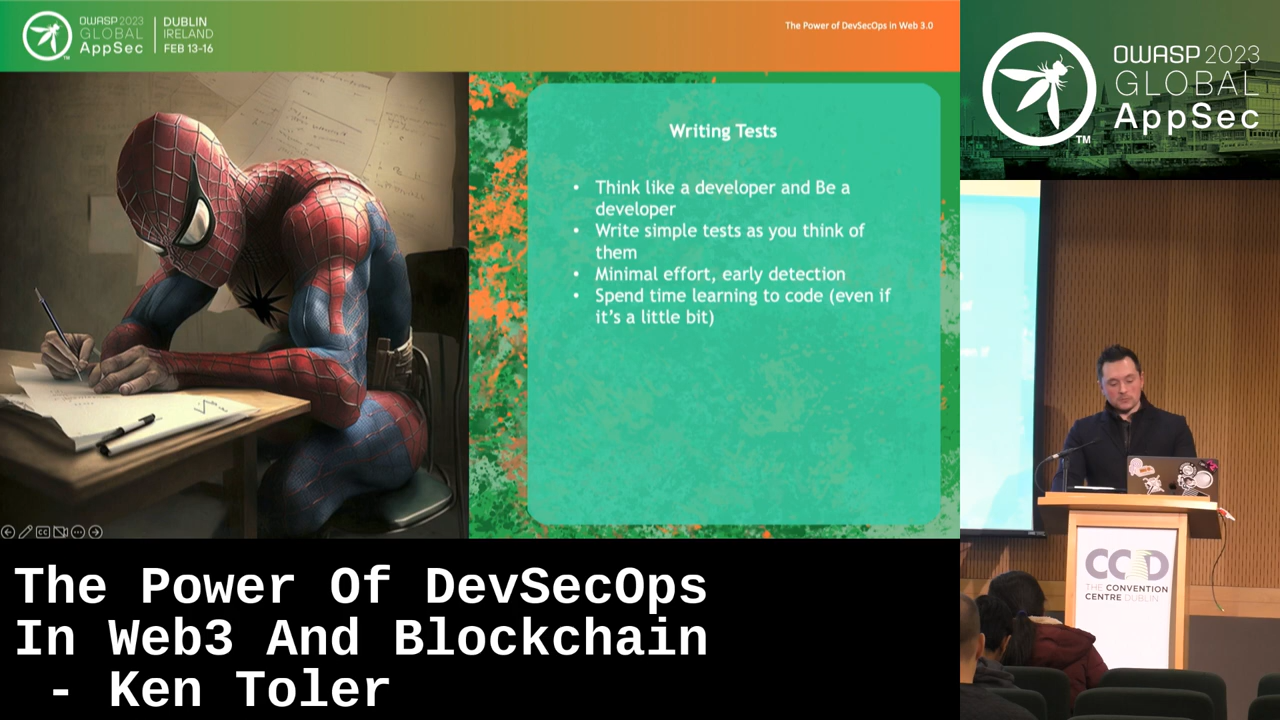 OWASP 2023
GLOBAL
AppSec
DUBLIN
IRELAND
FEB 13-16
The Power of DevSecOps in Web 3.0
OWASP 2023
GLOBAL
AppSec
TM
Writing Tests
• Think like a developer and Be a
developer
• Write simple tests as you think of
them
• Minimal effort, early detection
• Spend time learning to code (even if
it's a little bit)
CC
CCD
THE CONVENTION
CENTRE DUBLIN
The Power Of DevSecOps
In Web3 And Blockchain
- Ken Toler